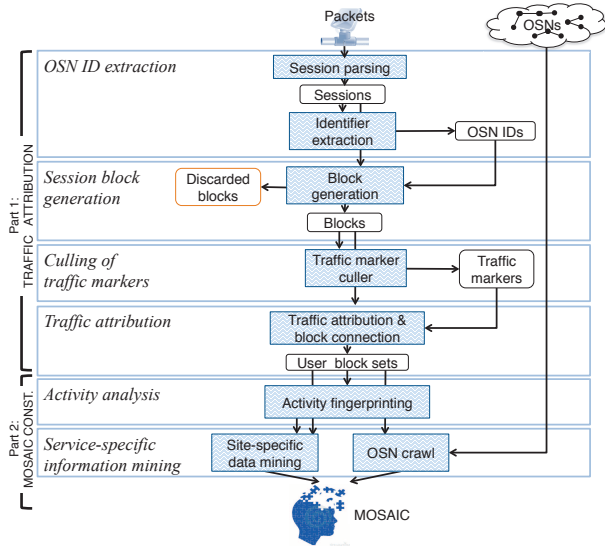 Packets
OSNs
OSN ID extraction
Session parsing
Sessions
Identifier
extraction
OSN IDs
Part 1:
TRAFFIC ATTRIBUTION
Session block
generation
Discarded
blocks
Block
generation
Blocks
Culling of
traffic markers
Traffic marker
culler
Traffic
markers
Traffic attribution
Traffic attribution &
block connection
User block sets
Part 2:
MOSAIC CONST.
Activity analysis
Activity fingerprinting
Service-specific
information mining
Site-specific
data mining
OSN crawl
MOSAIC